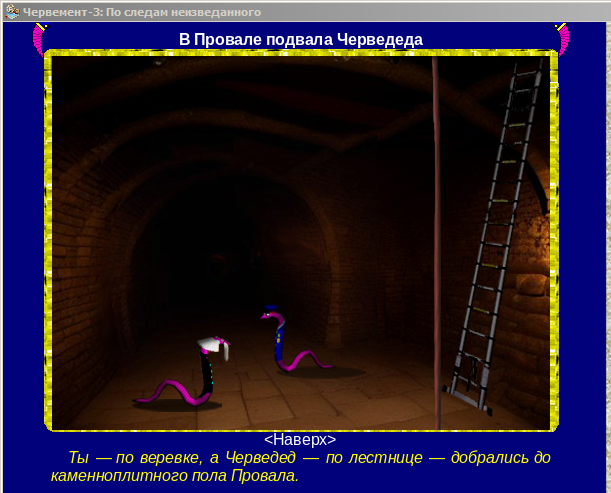 Червемент-3: По следам неизведанного
В Провале подвала Черведеда
<Наверх>
Ты — по веревке, а Черведед — по лестнице — добрались до
каменноплитного пола Провала.